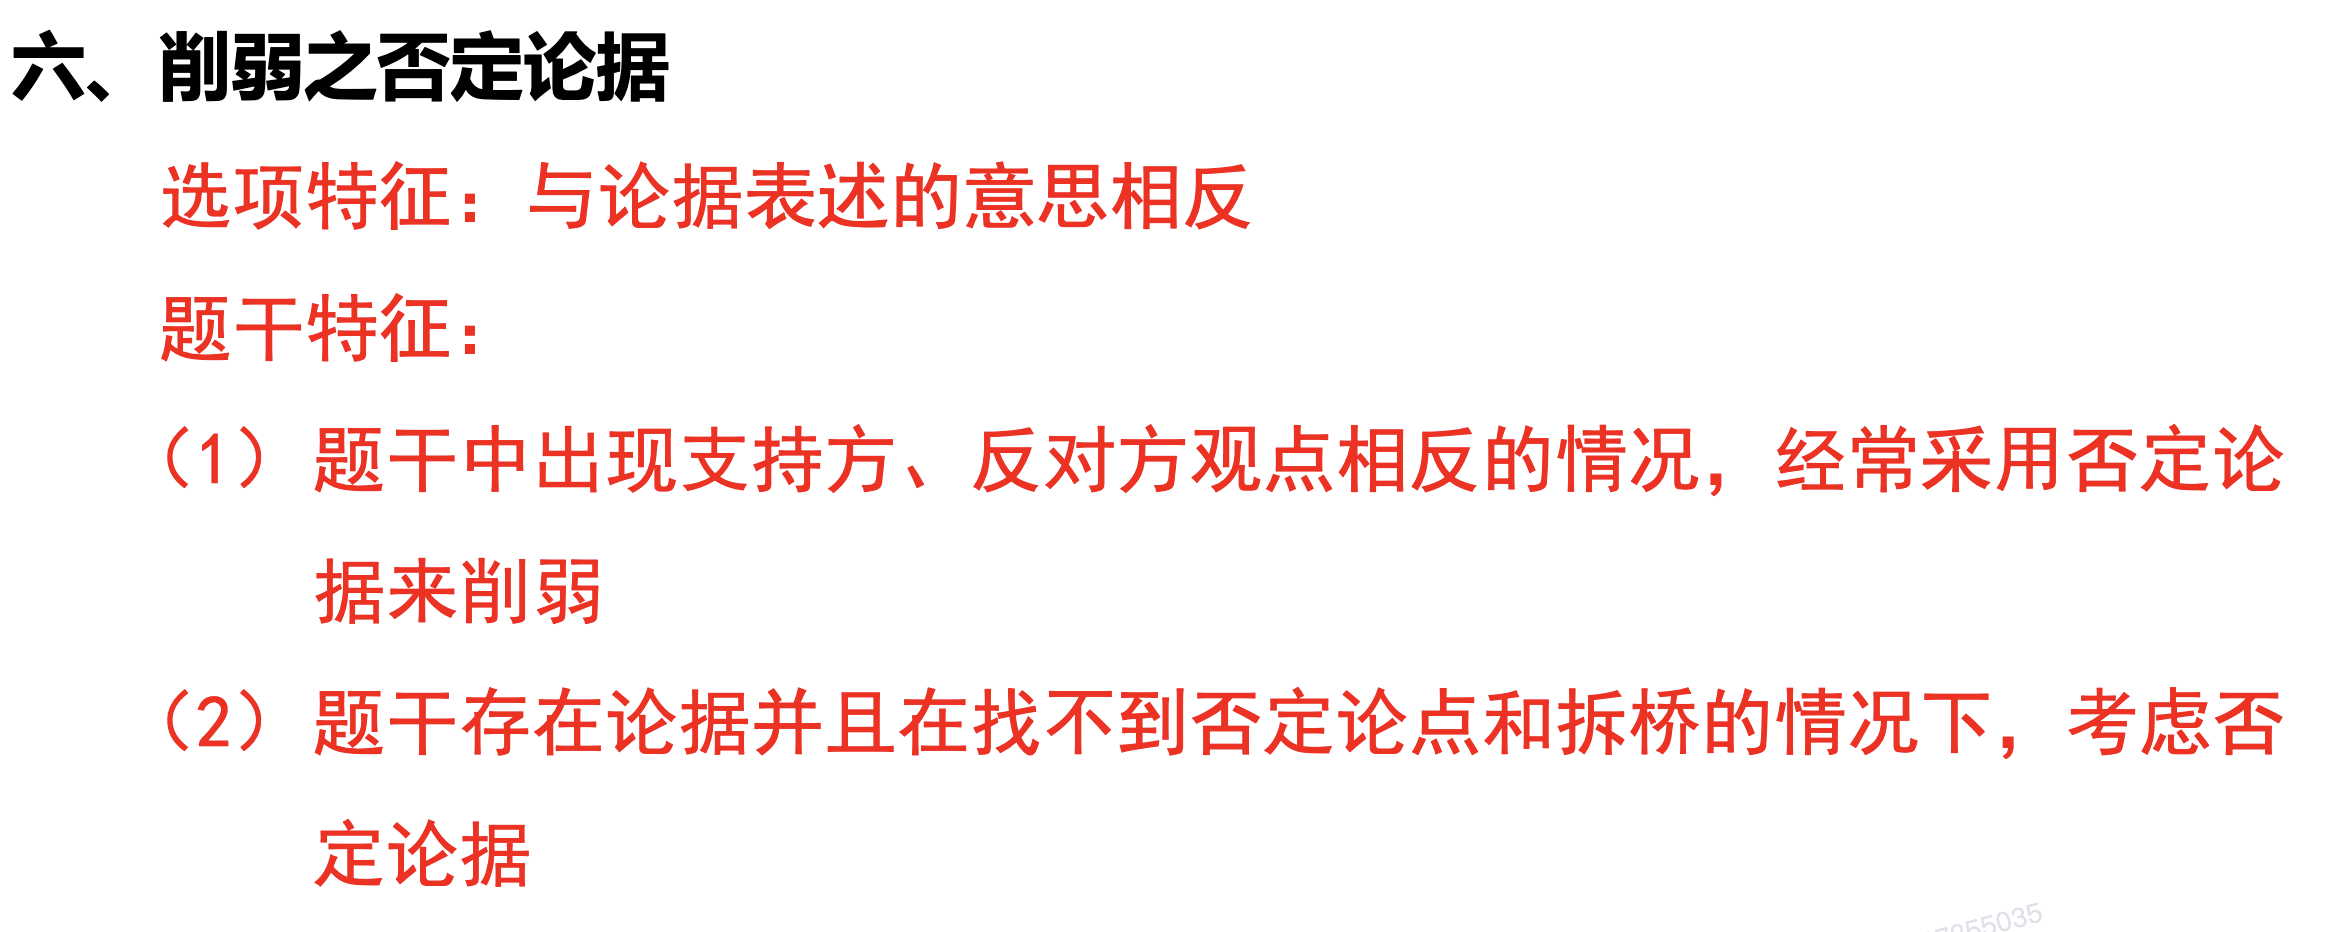 六、削弱之否定论据
选项特征：与论据表述的意思相反
题干特征：
（1）题干中出现支持方、反对方观点相反的情况，经常采用否定论
据来削弱
（2）题干存在论据并且在找不到否定论点和拆桥的情况下，考虑否
定论据